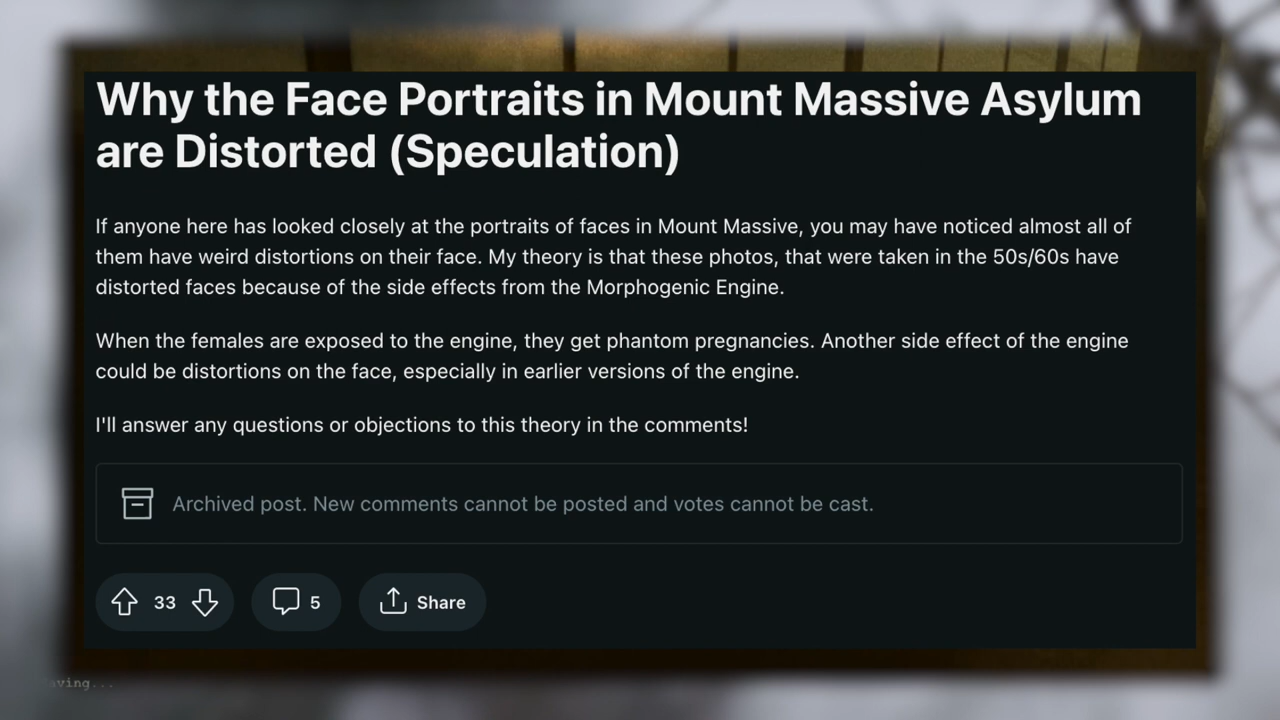 Why the Face Portraits in Mount Massive Asylum
are Distorted (Speculation)
If anyone here has looked closely at the portraits of faces in Mount Massive, you may have noticed almost all of
them have weird distortions on their face. My theory is that these photos, that were taken in the 50s/60s have
distorted faces because of the side effects from the Morphogenic Engine.
When the females are exposed to the engine, they get phantom pregnancies. Another side effect of the engine
could be distortions on the face, especially in earlier versions of the engine.
I'll answer any questions or objections to this theory in the comments!
Archived post. New comments cannot be posted and votes cannot be cast.
33 5 Share